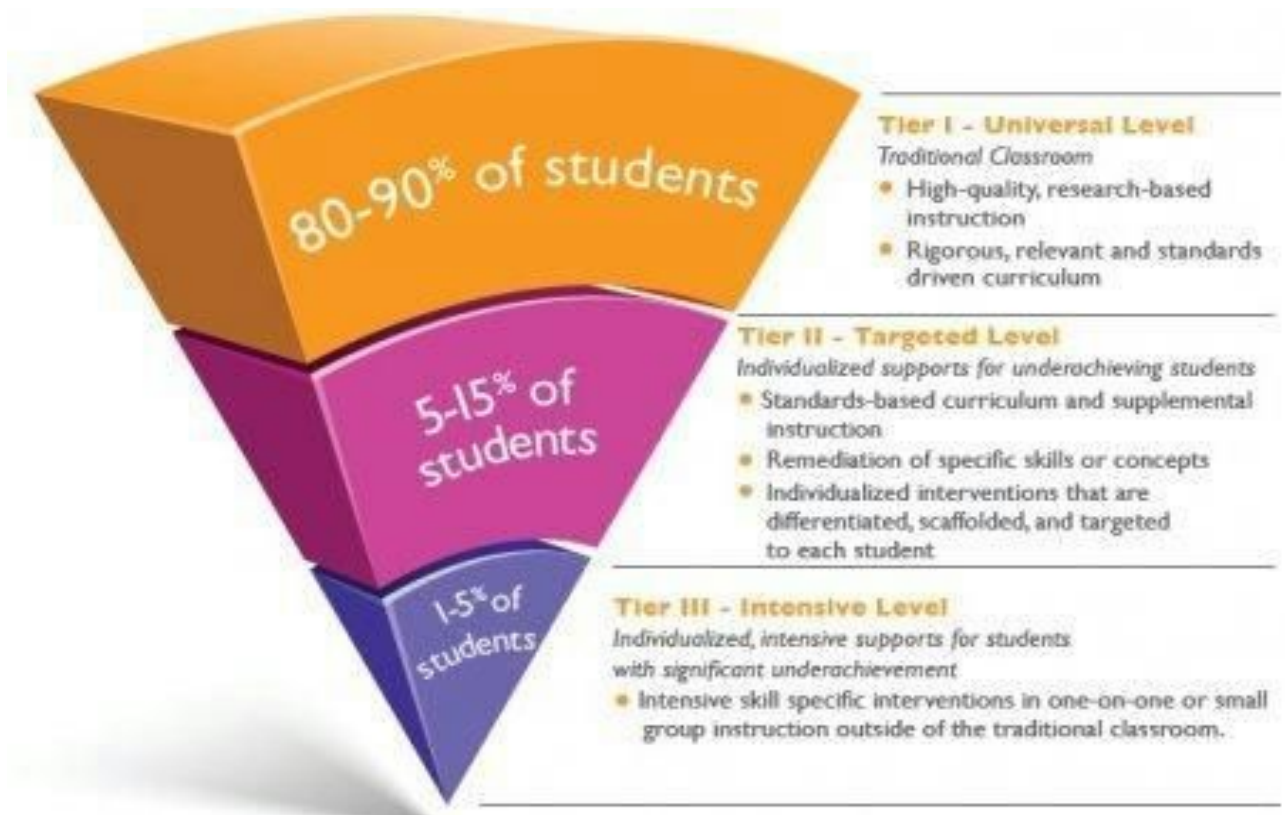 80-90% of students
Tier I - Universal Level
Traditional Classroom
• High-quality, research-based
instruction
• Rigorous, relevant and standards
driven curriculum
5-15% of
students
Tier II - Targeted Level
Individualized supports for underachieving students
• Standards-based curriculum and supplemental
instruction
• Remediation of specific skills or concepts
• Individualized interventions that are
differentiated, scaffolded, and targeted
to each student
1-5% of
students
Tier III - Intensive Level
Individualized, intensive supports for students
with significant underachievement
• Intensive skill specific interventions in one-on-one or small
group instruction outside of the traditional classroom.